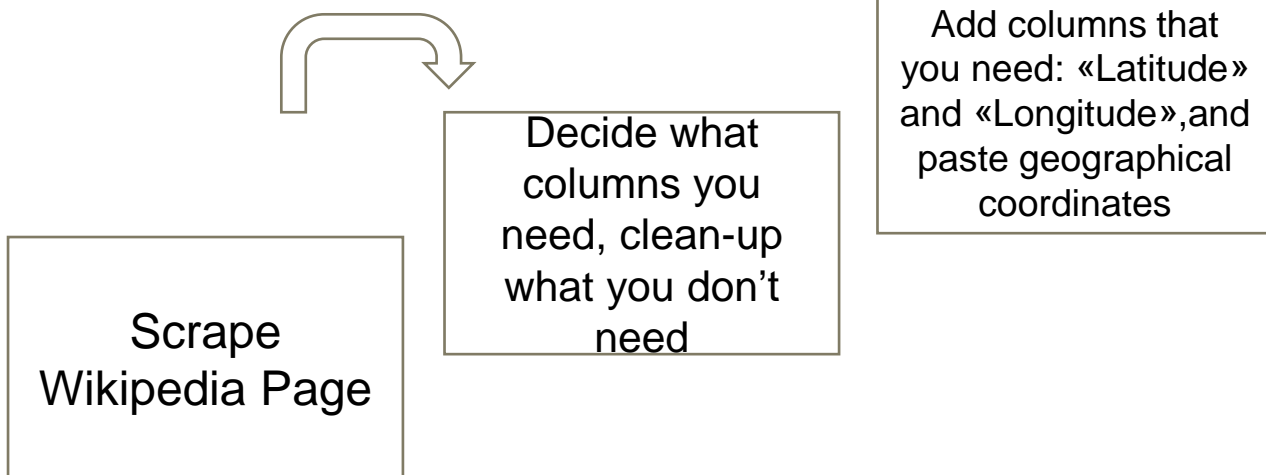 Scrape
Wikipedia Page
Decide what
columns you
need, clean-up
what you don’t
need
Add columns that
you need: «Latitude»
and «Longitude»,and
paste geographical
coordinates